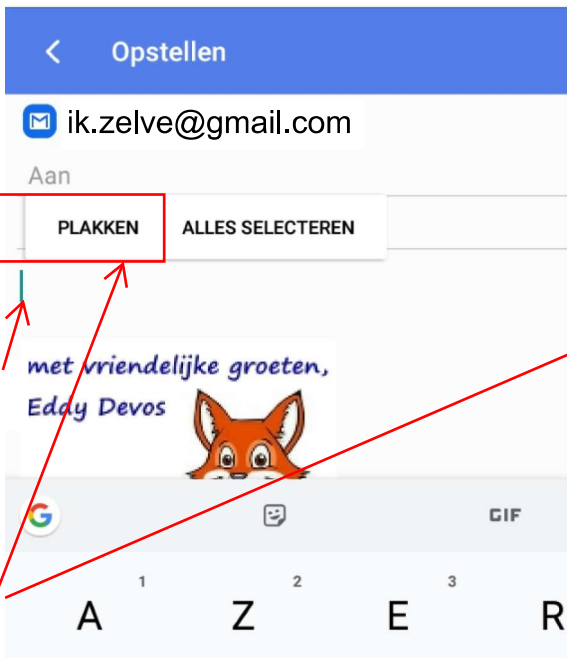 Opstellen
ik.zelve@gmail.com
Aan
PLAKKEN ALLES SELECTEREN
met vriendelijke groeten,
Eddy Devos
G GIF
1 2 3
A Z E R